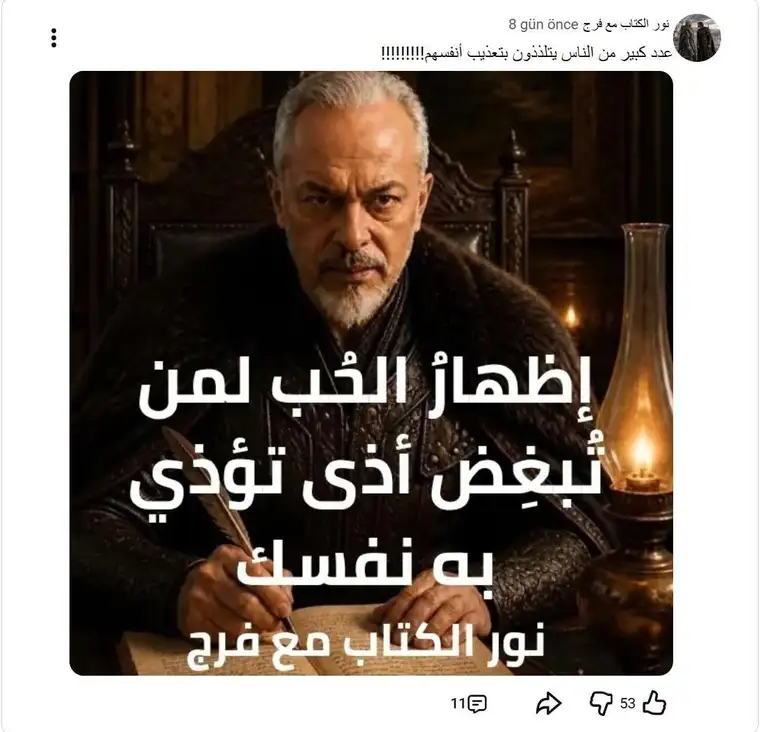 نور الكتاب مع فرج 8 gün önce
عدد كبير من الناس يتلذذون بتعذيب أنفسهم!!!!!!!!!
إظهارُ الحُب لمن
تُبغِض أذى تؤذي
به نفسك
نور الكتاب مع فرج
53
11